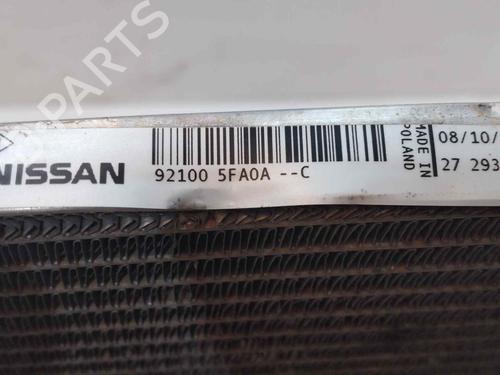 B-PARTS
NISSAN
92100 5FA0A --C
MADE IN
POLAND
08/10/
27 293